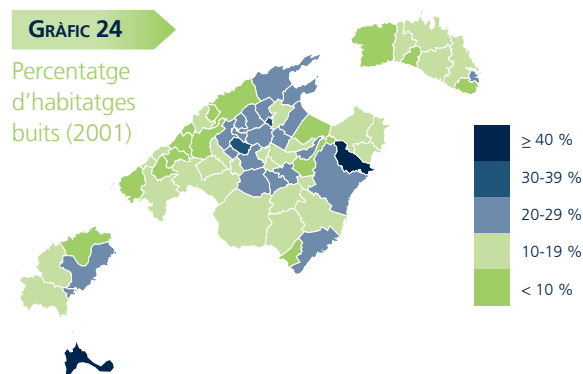 GRÀFIC 24
Percentatge
d'habitatges
buits (2001)
≥ 40 %
30-39 %
20-29 %
10-19 %
< 10 %